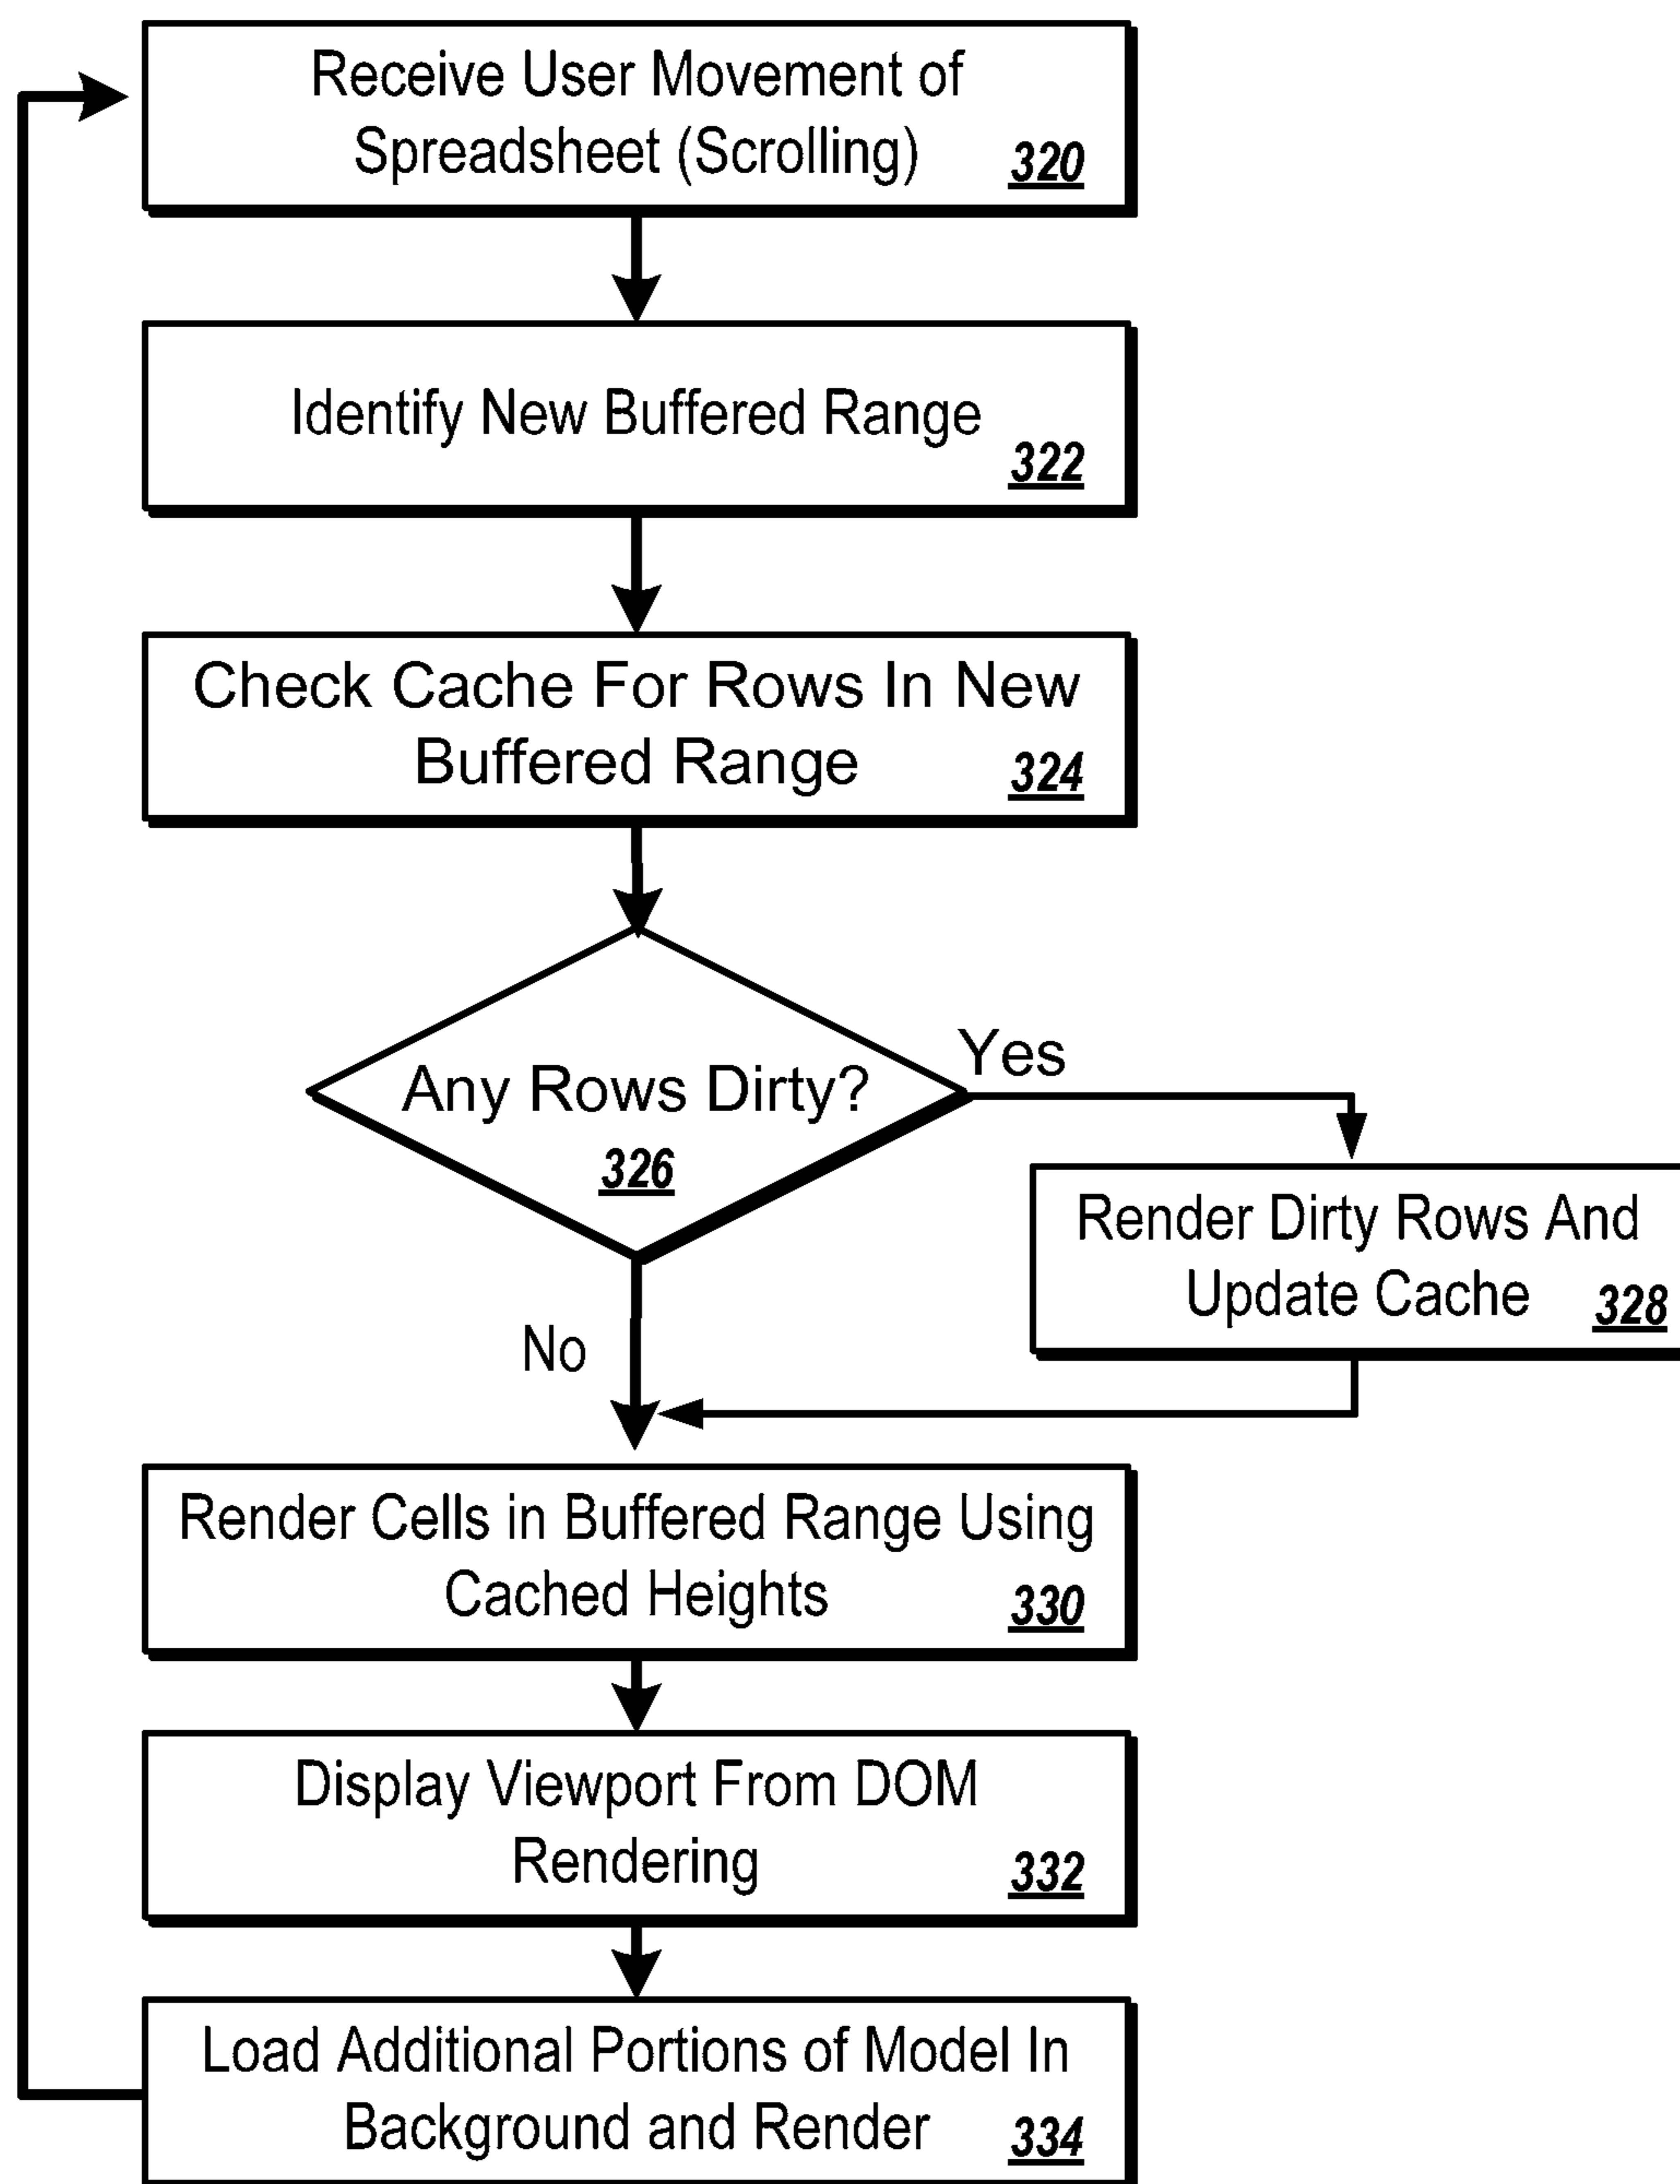 Receive User Movement of
Spreadsheet (Scrolling) 320
Identify New Buffered Range
322
Check Cache For Rows In New
Buffered Range 324
Any Rows Dirty?
326
Yes
Render Dirty Rows And
Update Cache 328
No
Render Cells in Buffered Range Using
Cached Heights 330
Display Viewport From DOM
Rendering 332
Load Additional Portions of Model In
Background and Render 334